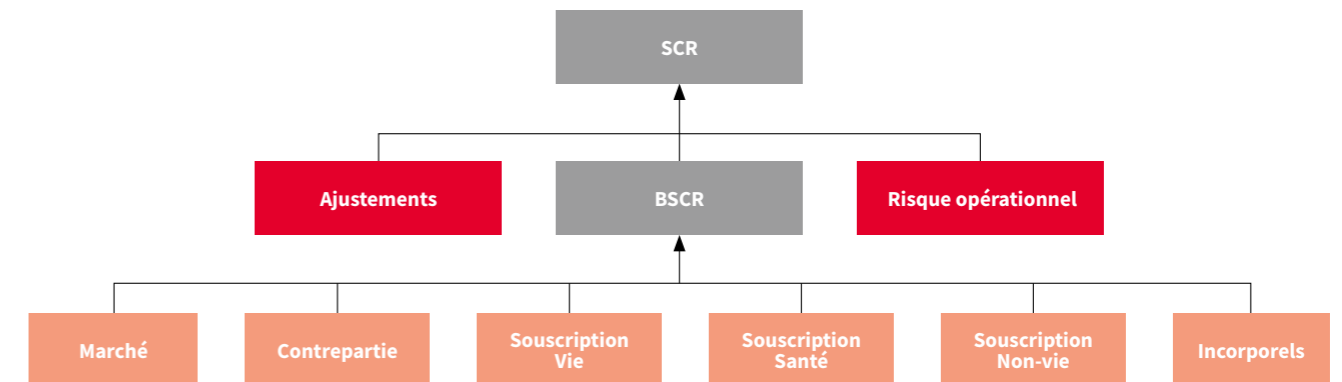 SCR
Ajustements
BSCR
Risque opérationnel
Marché
Contrepartie
Souscription
Vie
Souscription
Santé
Souscription
Non-vie
Incorporels